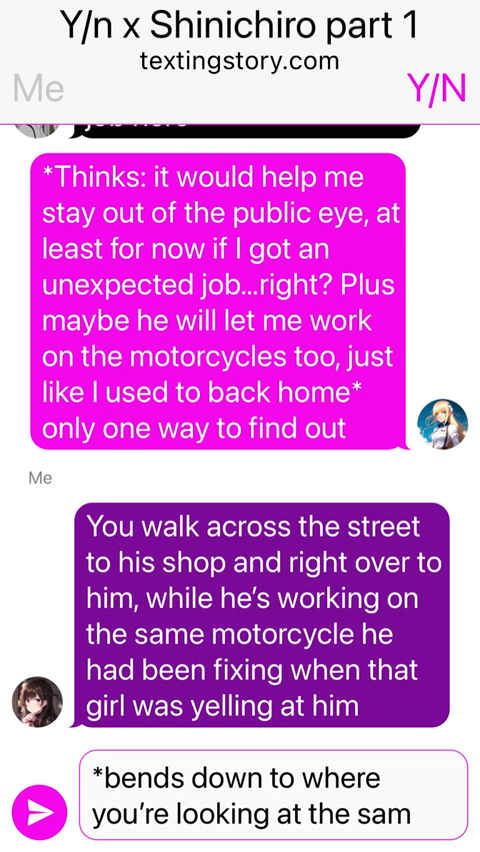 Y/n x Shinichiro part 1
textingstory.com
Me
Y/N
*Thinks: it would help me
stay out of the public eye, at
least for now if I got an
unexpected job...right? Plus
maybe he will let me work
on the motorcycles too, just
like I used to back home*
only one way to find out
Me
You walk across the street
to his shop and right over to
him, while he’s working on
the same motorcycle he
had been fixing when that
girl was yelling at him
*bends down to where
you’re looking at the sam